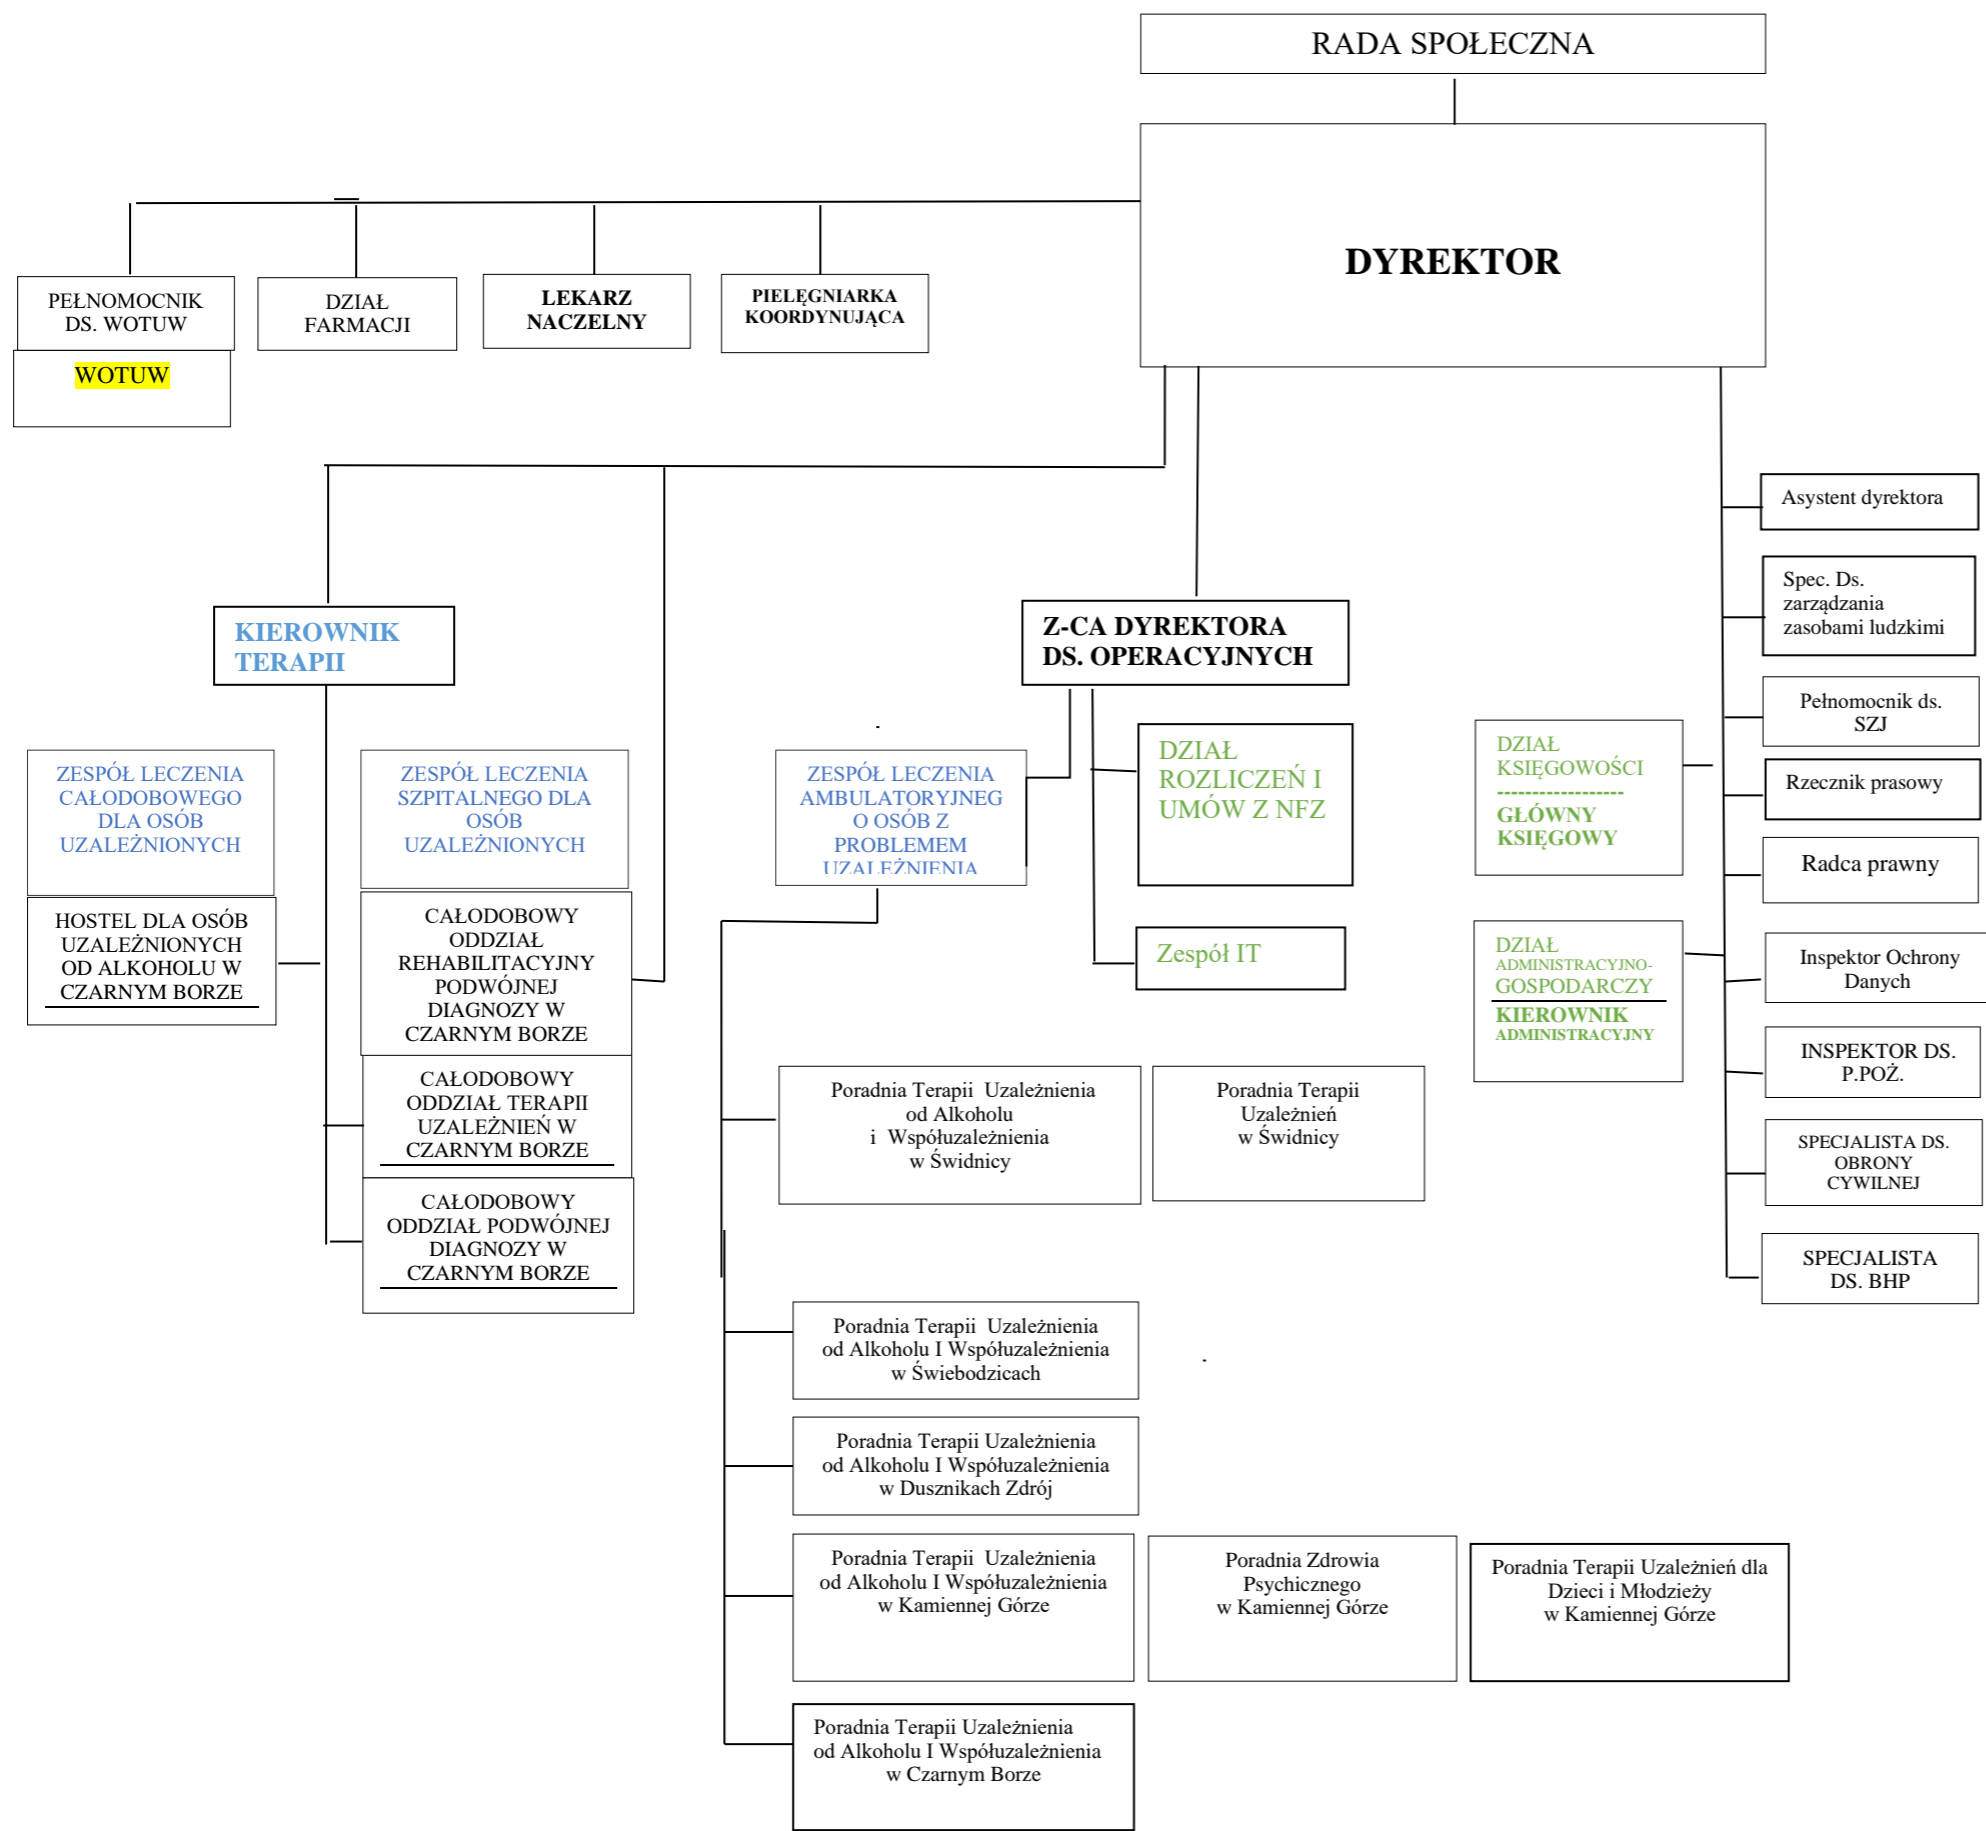 RADA SPOŁECZNA
DYREKTOR
PEŁNOMOCNIK
DS. WOTUW
WOTUW
DZIAŁ
FARMACJI
LEKARZ
NACZELNY
PIELĘGNIARKA
KOORDYNUJĄCA
KIEROWNIK
TERAPII
Z-CA DYREKTORA
DS. OPERACYJNYCH
ZESPÓŁ LECZENIA
CAŁODOBOWEGO
DLA OSÓB
UZALEŻNIONYCH
HOSTEL DLA OSÓB
UZALEŻNIONYCH
OD ALKOHOLU W
CZARNYM BORZE
ZESPÓŁ LECZENIA
SZPITALNEGO DLA
OSÓB
UZALEŻNIONYCH
CAŁODOBOWY
ODDZIAŁ
REHABILITACYJNY
PODWÓJNEJ
DIAGNOZY W
CZARNYM BORZE
CAŁODOBOWY
ODDZIAŁ TERAPII
UZALEŻNIEŃ W
CZARNYM BORZE
CAŁODOBOWY
ODDZIAŁ PODWÓJNEJ
DIAGNOZY W
CZARNYM BORZE
ZESPÓŁ LECZENIA
AMBULATORYJNEG
O OSÓB Z
PROBLEMEM
UZALEŻNIENIA
DZIAŁ
ROZLICZEŃ I
UMÓW Z NFZ
Zespół IT
DZIAŁ
KSIĘGOWOŚCI
------------------
GŁÓWNY
KSIĘGOWY
DZIAŁ
ADMINISTRACYJNO-
GOSPODARCZY
KIEROWNIK
ADMINISTRACYJNY
Asystent dyrektora
Spec. Ds.
zarządzania
zasobami ludzkimi
Pełnomocnik ds.
SZJ
Rzecznik prasowy
Radca prawny
Inspektor Ochrony
Danych
INSPEKTOR DS.
P.POŻ.
SPECJALISTA DS.
OBRONY
CYWILNEJ
SPECJALISTA
DS. BHP
Poradnia Terapii Uzależnienia
od Alkoholu
i Współuzależnienia
w Świdnicy
Poradnia Terapii
Uzależnień
w Świdnicy
Poradnia Terapii Uzależnienia
od Alkoholu I Współuzależnienia
w Świebodzicach
Poradnia Terapii Uzależnienia
od Alkoholu I Współuzależnienia
w Dusznikach Zdrój
Poradnia Terapii Uzależnienia
od Alkoholu I Współuzależnienia
w Kamiennej Górze
Poradnia Zdrowia
Psychicznego
w Kamiennej Górze
Poradnia Terapii Uzależnień dla
Dzieci i Młodzieży
w Kamiennej Górze
Poradnia Terapii Uzależnienia
od Alkoholu I Współuzależnienia
w Czarnym Borze